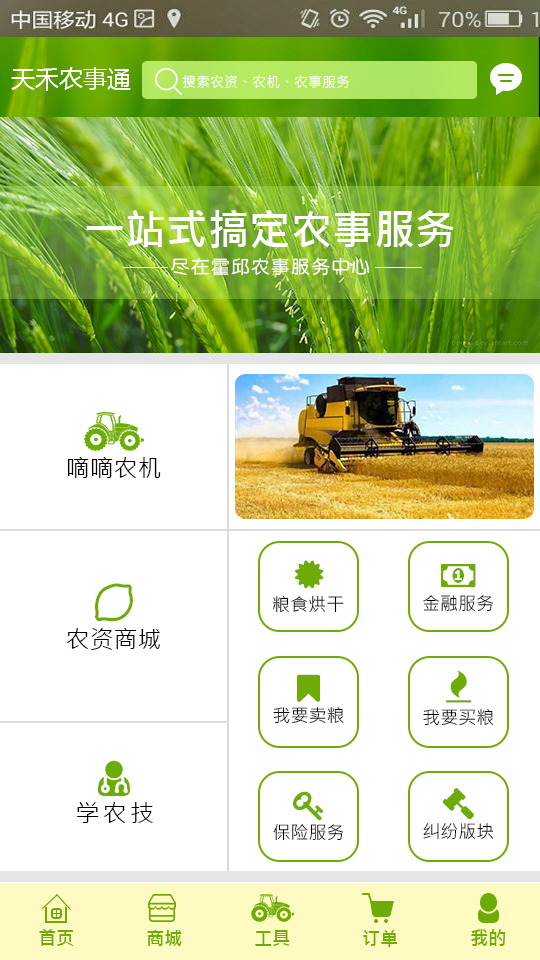 中国移动 4G 4G 70% 1
天禾农事通 搜索农资、农机、农事服务
一站式搞定农事服务
尽在霍邱农事服务中心
嘀嘀农机
农资商城
学农技
粮食烘干 金融服务
我要卖粮 我要买粮
保险服务 纠纷版块
首页 商城 工具 订单 我的